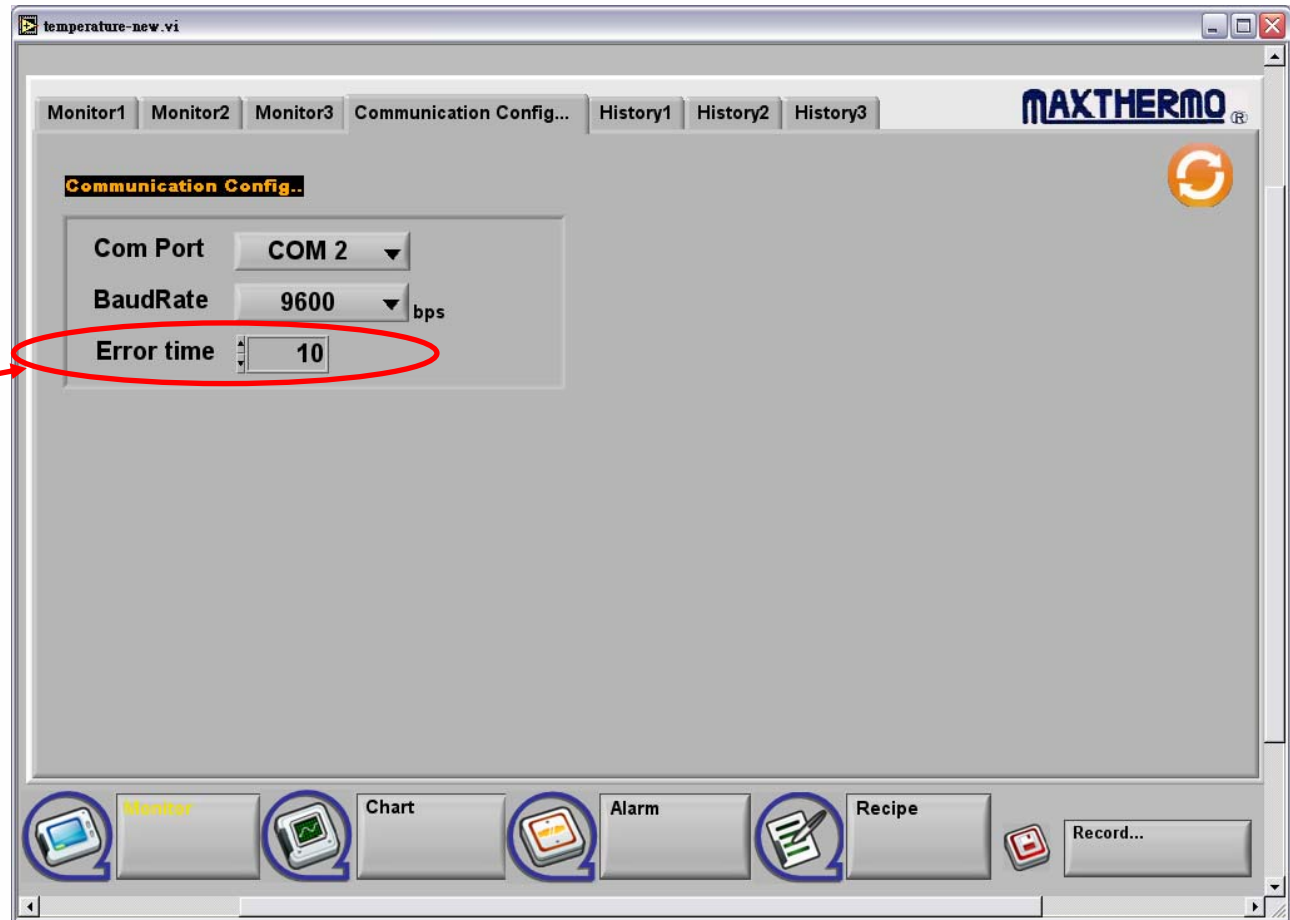 temperature-new.vi
Monitor1 Monitor2 Monitor3 Communication Config... History1 History2 History3
MAXTHERMO ®
Communication Config..
Com Port COM 2
BaudRate 9600 bps
Error time 10
Monitor Chart Alarm Recipe
Record...